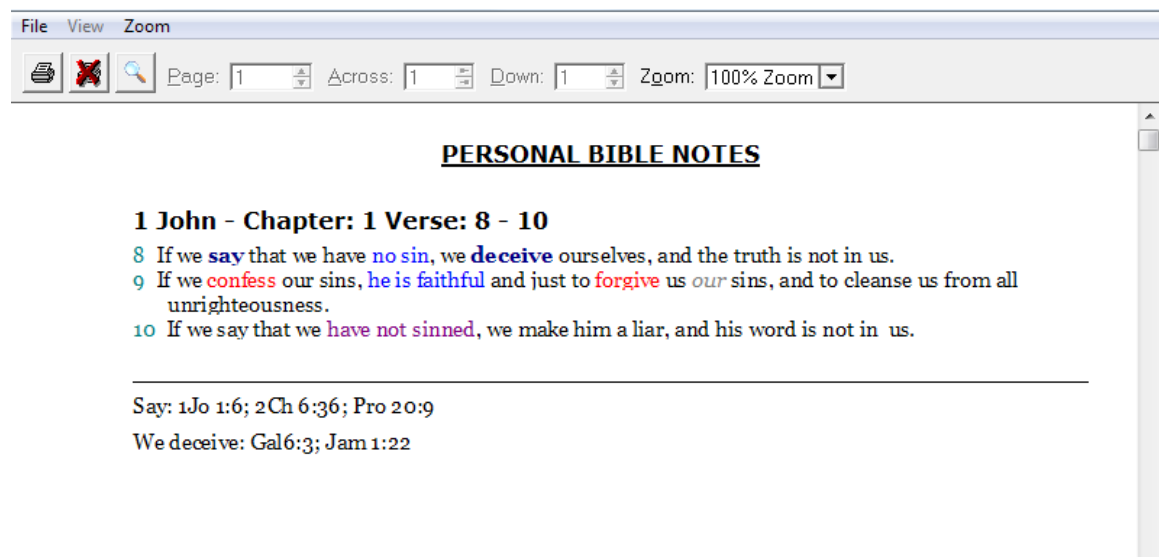 File View Zoom
Page: 1 Across: 1 Down: 1 Zoom: 100% Zoom
PERSONAL BIBLE NOTES
1 John - Chapter: 1 Verse: 8 - 10
8 If we say that we have no sin, we deceive ourselves, and the truth is not in us.
9 If we confess our sins, he is faithful and just to forgive us our sins, and to cleanse us from all
unrighteousness.
10 If we say that we have not sinned, we make him a liar, and his word is not in us.
Say: 1Jo 1:6; 2Ch 6:36; Pro 20:9
We deceive: Gal6:3; Jam 1:22